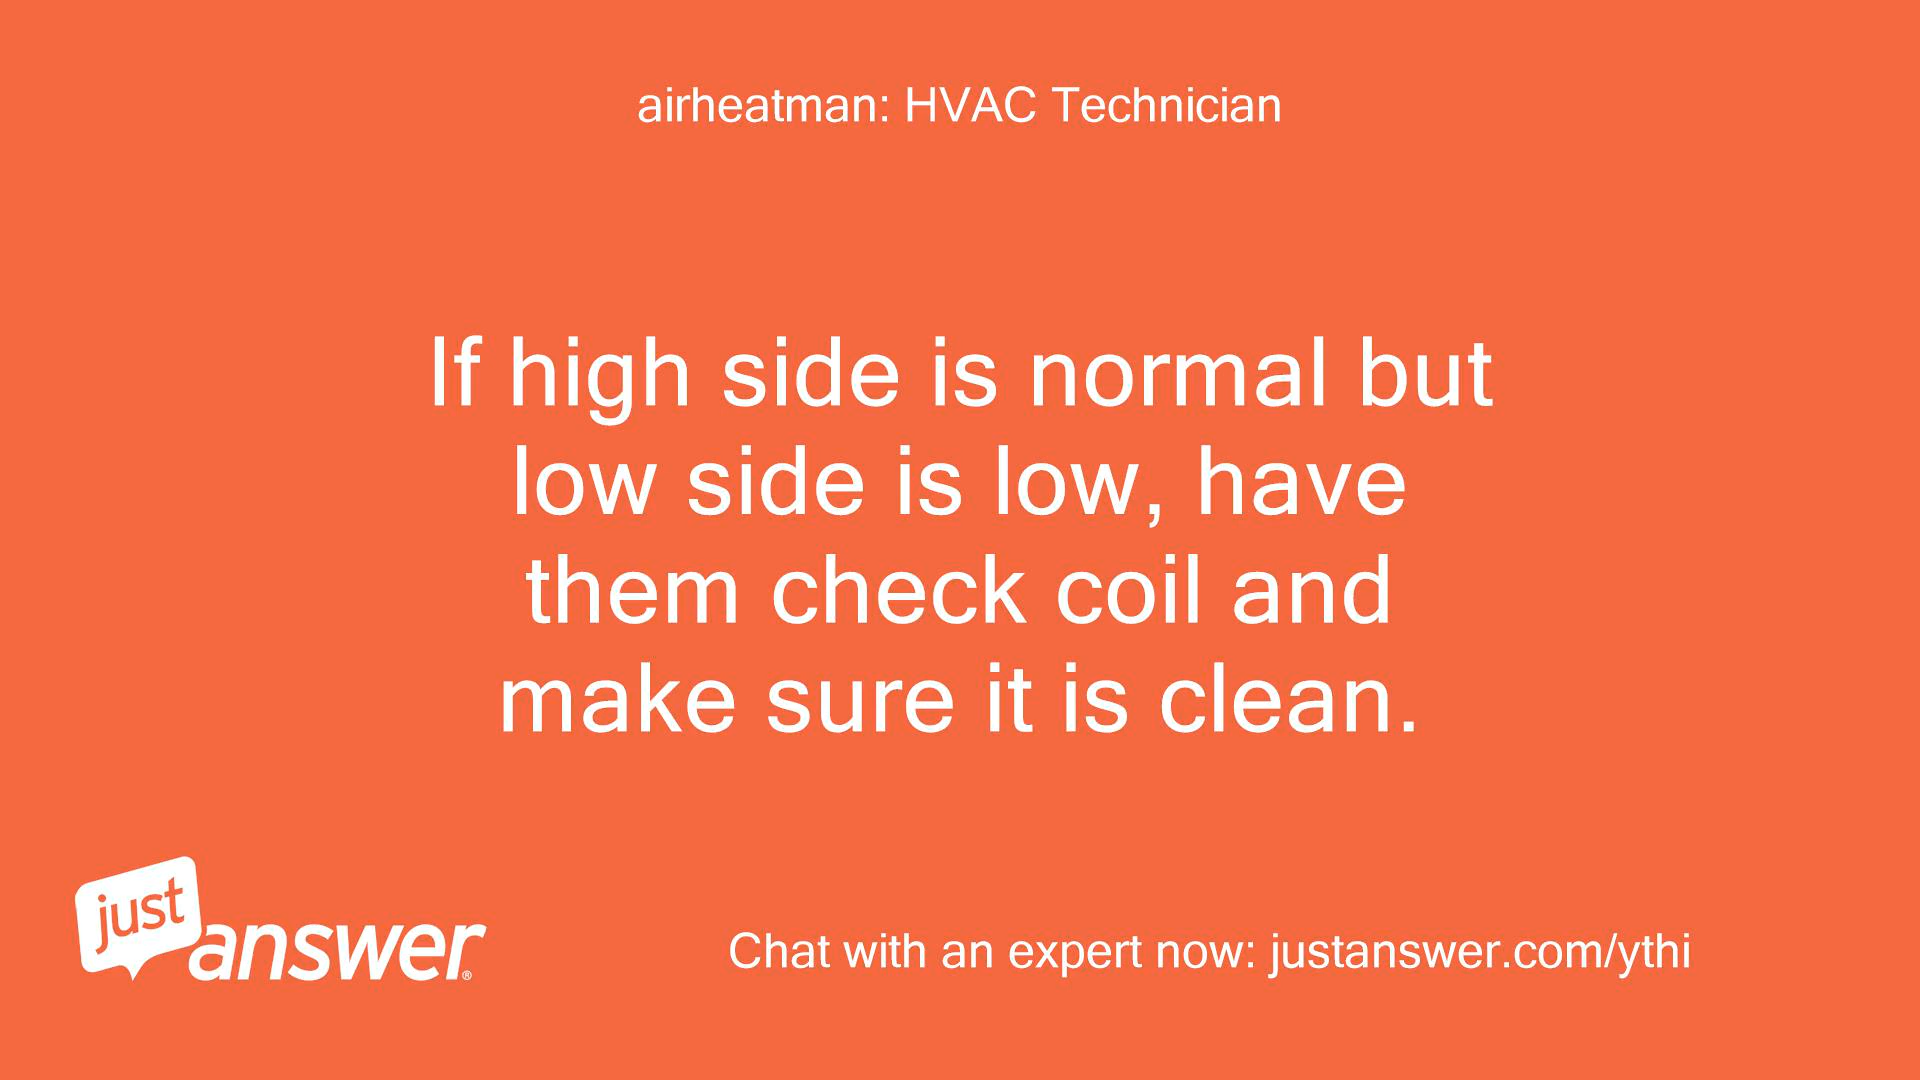 airheatman: HVAC Technician
If high side is normal but
low side is low, have
them check coil and
make sure it is clean.
just
answer®
Chat with an expert now: justanswer.com/ythi